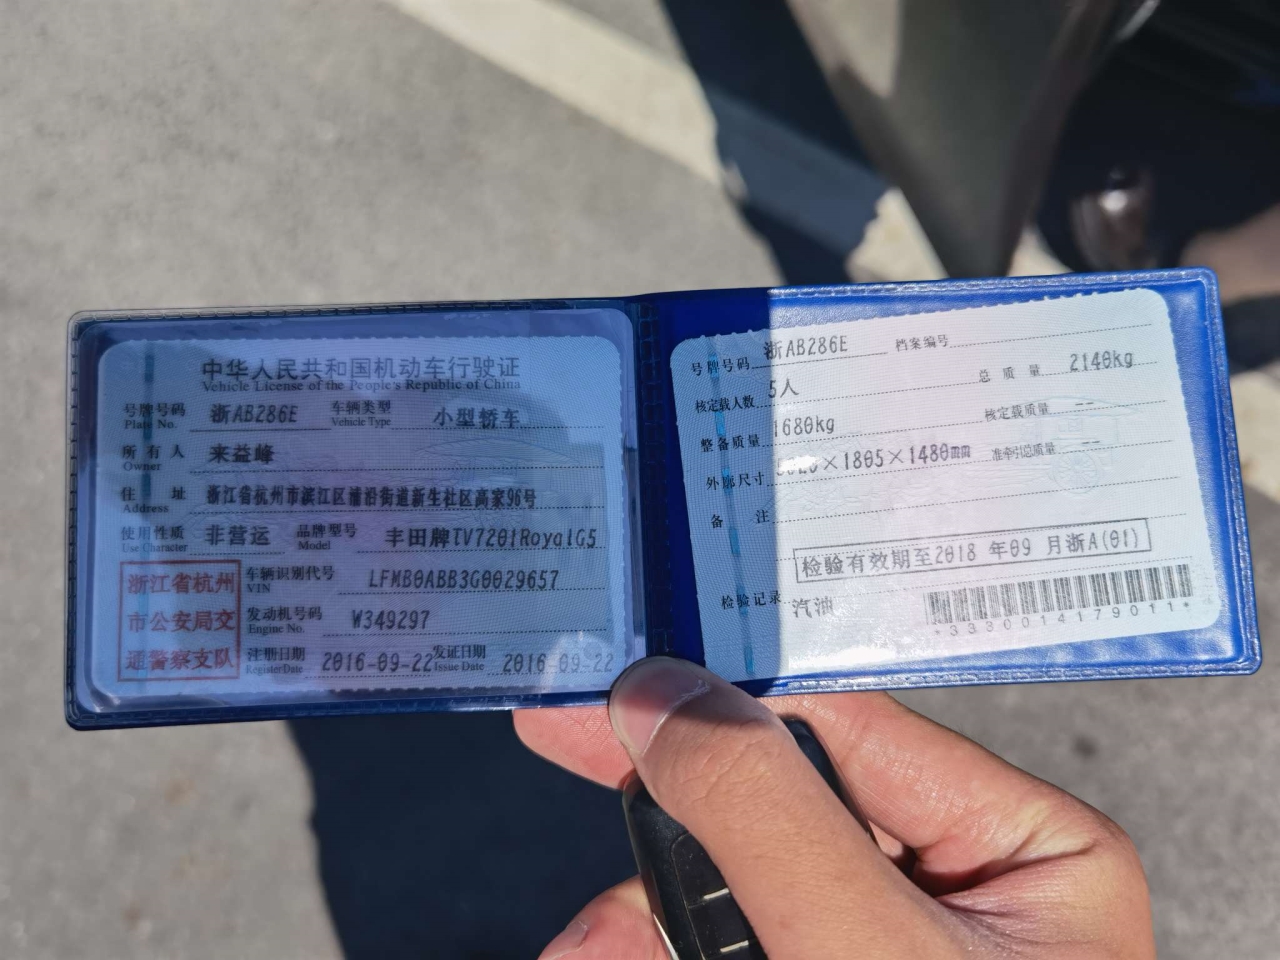 中华人民共和国机动车行驶证
Vehicle License of the People's Republic of China
号牌号码 浙AB286E 车辆类型 小型轿车
Plate No. Vehicle Type
所有人 来益峰
Owner
住址 浙江省杭州市滨江区浦沿街道新生社区高家96号
Address
使用性质 非营运 品牌型号 丰田牌TV7201RoyalG5
Use Character Model
浙江省杭州
市公安局交
通警察支队
车辆识别代号 LFMB0ABB3G0029657
VIN
发动机号码 W349297
Engine No.
注册日期 2016-09-22 发证日期 2016-09-22
Register Date Issue Date
号牌号码 浙AB286E 档案编号
核定载人数 5人 总质量 2140kg
整备质量 1680kg 核定载质量 --
外廓尺寸 ×1805×1480mm 准牵引总质量 --
备注
检验有效期至2018 年09 月浙A(01)
检验记录 汽油
*3330014179011*